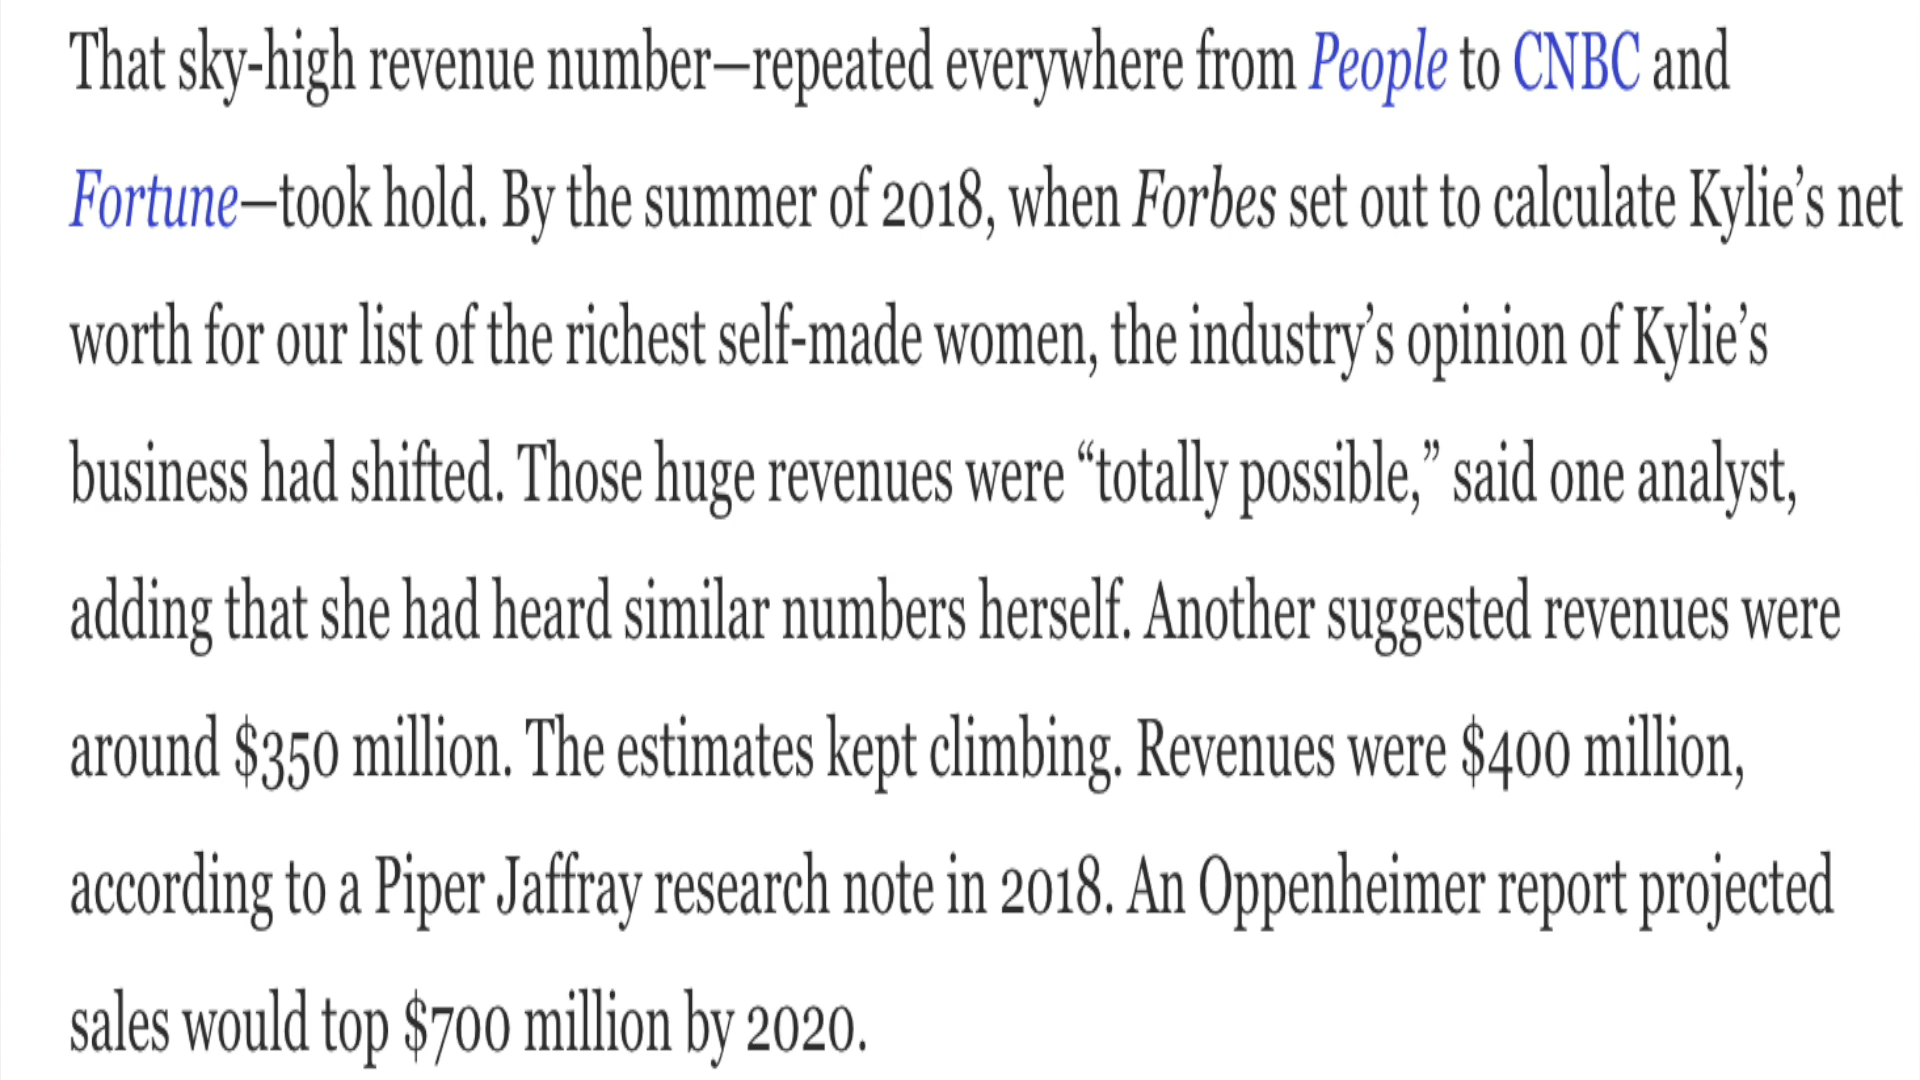 That sky-high revenue number—repeated everywhere from People to CNBC and
Fortune—took hold. By the summer of 2018, when Forbes set out to calculate Kylie’s net
worth for our list of the richest self-made women, the industry’s opinion of Kylie’s
business had shifted. Those huge revenues were “totally possible,” said one analyst,
adding that she had heard similar numbers herself. Another suggested revenues were
around $350 million. The estimates kept climbing. Revenues were $400 million,
according to a Piper Jaffray research note in 2018. An Oppenheimer report projected
sales would top $700 million by 2020.